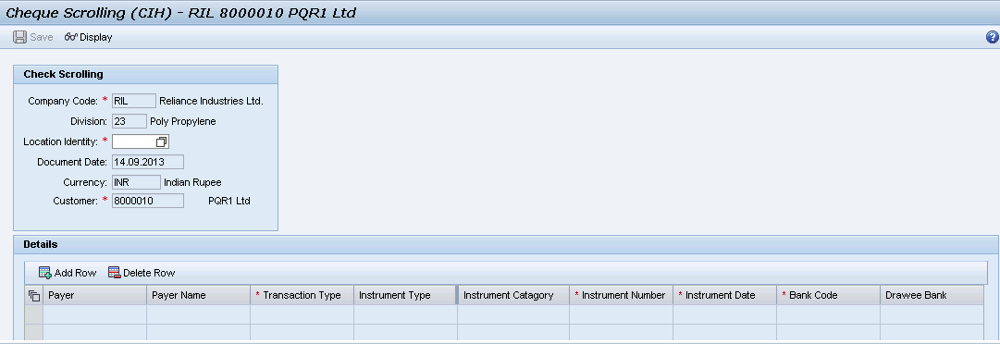 Cheque Scrolling (CIH) - RIL 8000010 PQR1 Ltd
Save Display
?
Check Scrolling
Company Code: * RIL Reliance Industries Ltd.
Division: 23 Poly Propylene
Location Identity: *
Document Date: 14.09.2013
Currency: INR Indian Rupee
Customer: * 8000010 PQR1 Ltd
Details
Add Row Delete Row
Payer Payer Name * Transaction Type Instrument Type Instrument Catagory * Instrument Number * Instrument Date * Bank Code Drawee Bank